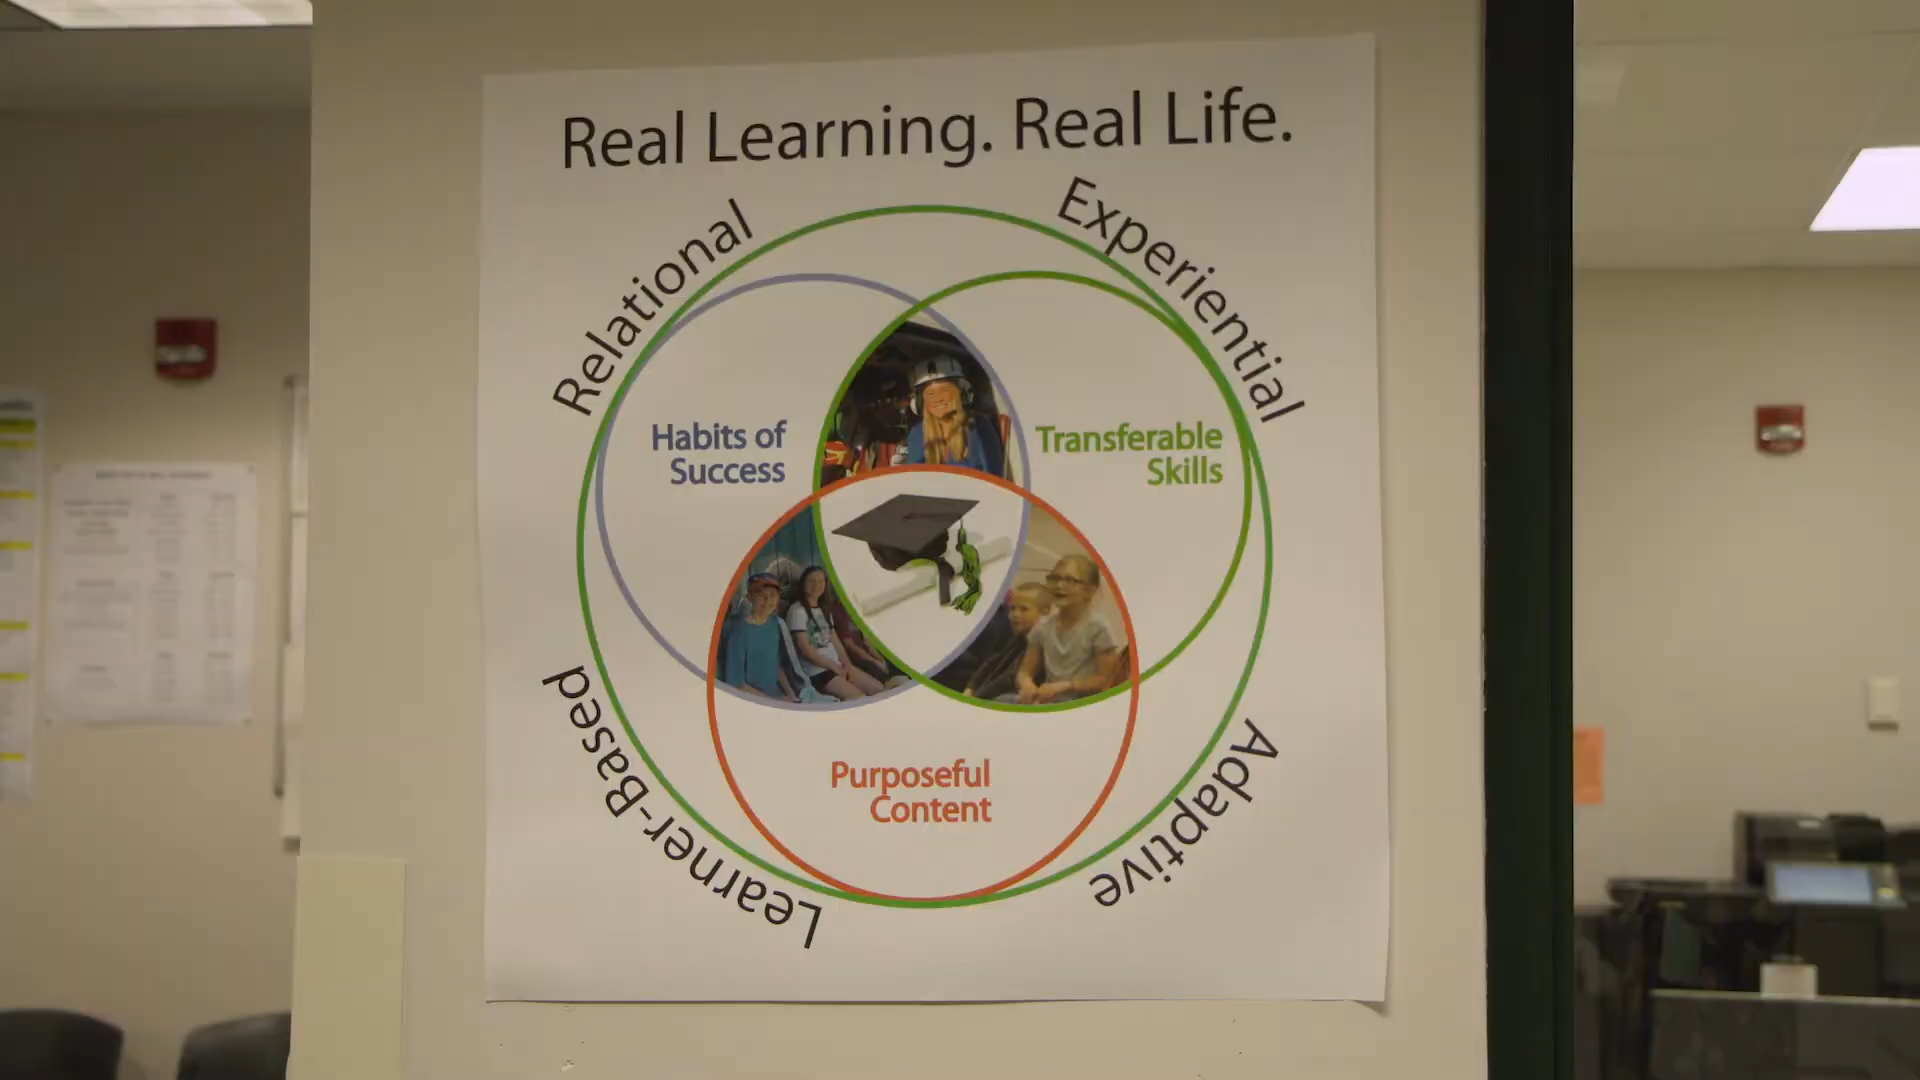 Real Learning. Real Life.
Relational
Experiential
Habits of
Success
Transferable
Skills
Purposeful
Content
Learner-Based
Adaptive